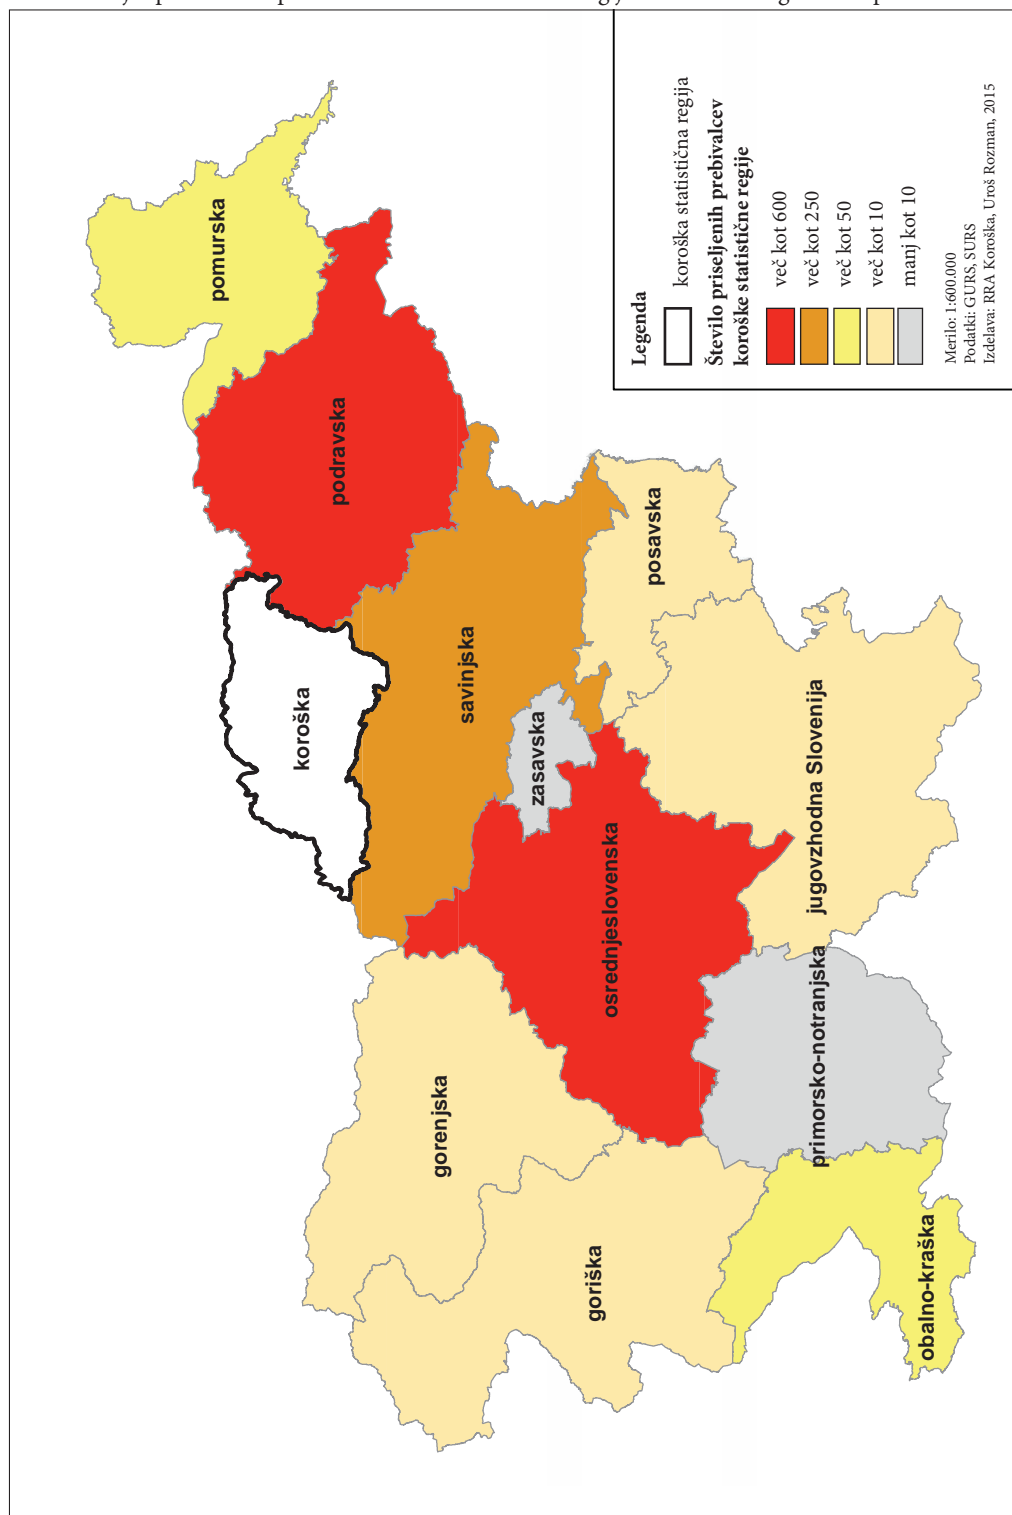 pomurska
podravska
koroška
savinjska
posavska
zasavska
osrednjeslovenska
jugovzhodna Slovenija
gorenjska
primorsko-notranjska
goriška
obalno-kraška
Legenda
koroška statistična regija
Število priseljenih prebivalcev
koroške statistične regije
več kot 600
več kot 250
več kot 50
več kot 10
manj kot 10
Merilo: 1:600.000
Podatki: GURS, SURS
Izdelava: RRA Koroška, Uroš Rozman, 2015